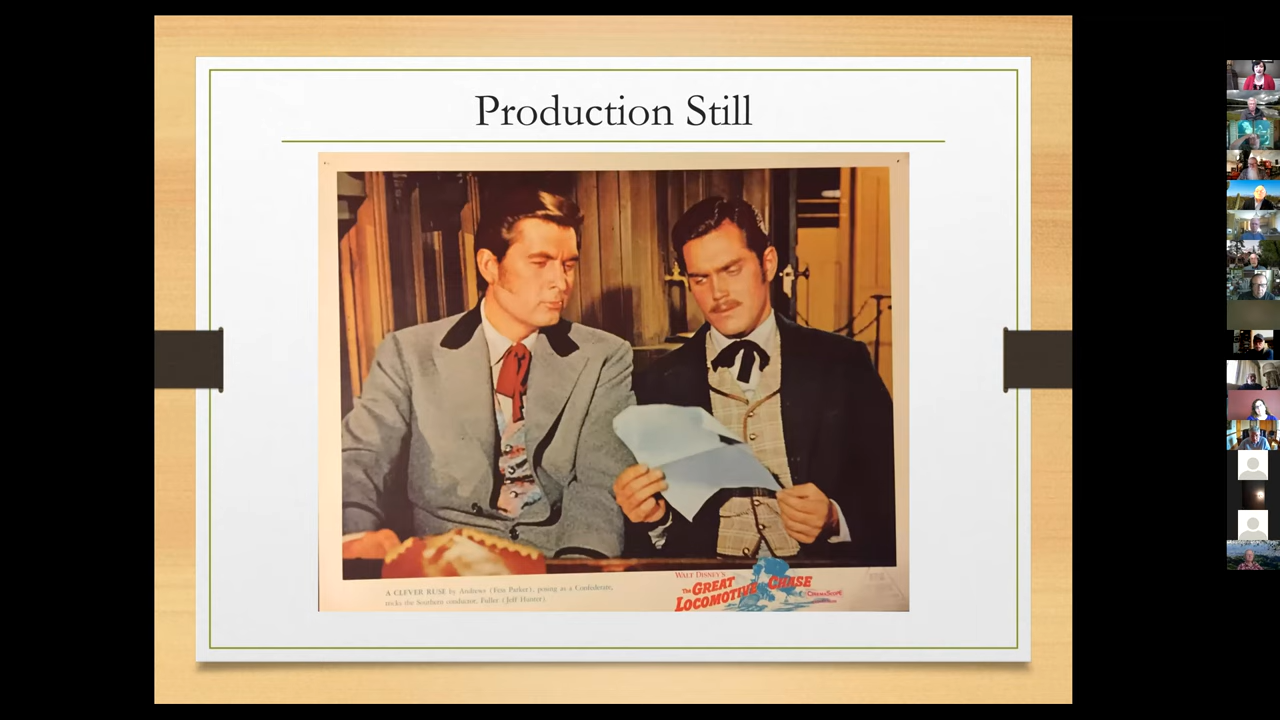 Production Still
A CLEVER RUSE by Andrews (Fess Parker), posing as a Confederate,
tricks the Southern conductor, Fuller (Jeff Hunter).
WALT DISNEY'S
The GREAT
LOCOMOTIVE CHASE
CINEMASCOPE